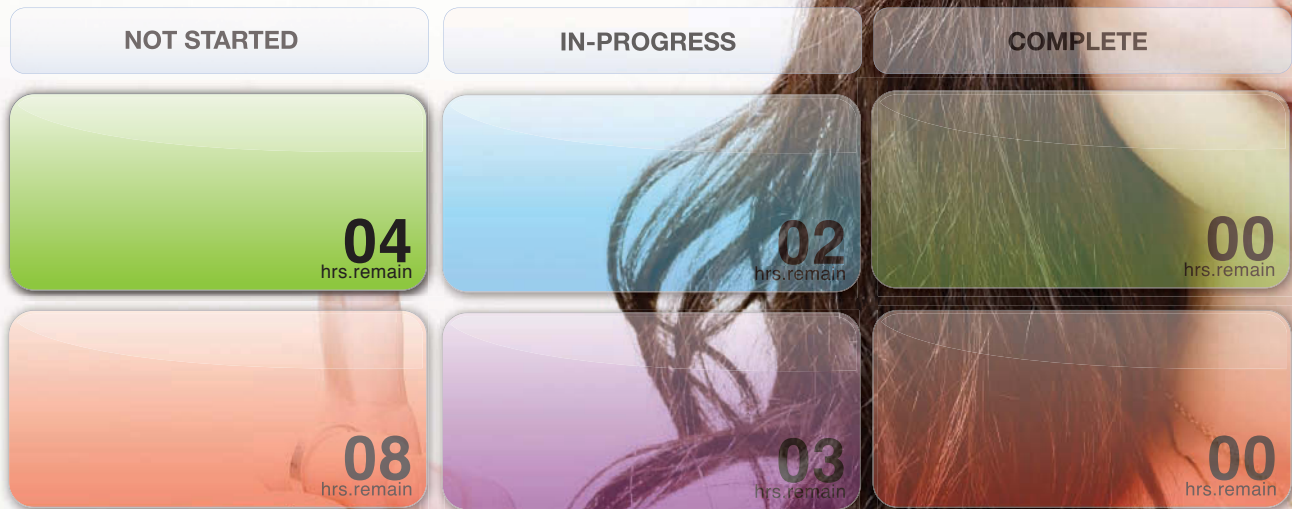 NOT STARTED IN-PROGRESS COMPLETE
04 02 00
hrs.remain hrs.remain hrs.remain
08 03 00
hrs.remain hrs.remain hrs.remain